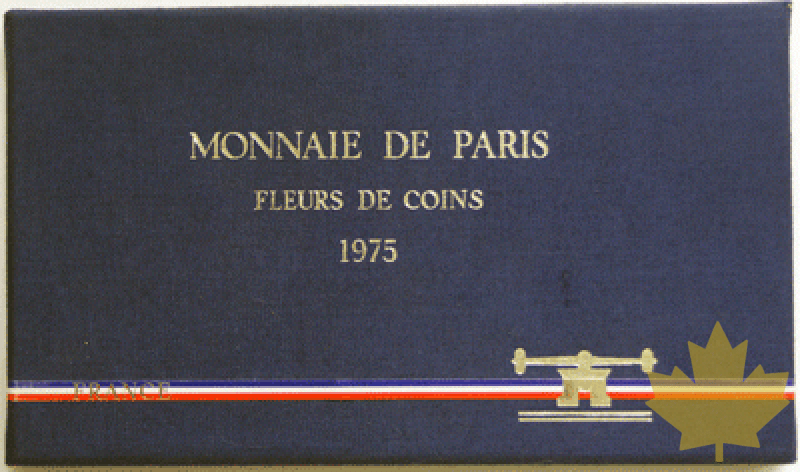 MONNAIE DE PARIS
FLEURS DE COINS
1975
FRANCE